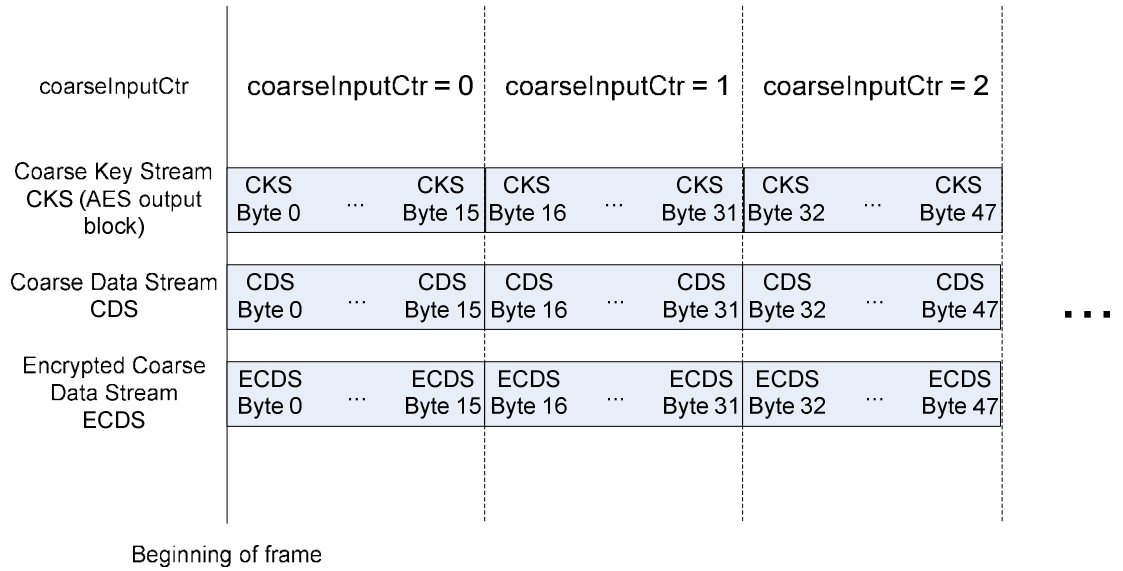 coarseInputCtr
coarseInputCtr = 0
coarseInputCtr = 1
coarseInputCtr = 2
Coarse Key Stream
CKS (AES output
block)
CKS CKS CKS CKS CKS CKS
Byte 0 ... Byte 15 Byte 16 ... Byte 31 Byte 32 ... Byte 47
Coarse Data Stream
CDS
CDS CDS CDS CDS CDS CDS
Byte 0 ... Byte 15 Byte 16 ... Byte 31 Byte 32 ... Byte 47
...
Encrypted Coarse
Data Stream
ECDS
ECDS ECDS ECDS ECDS ECDS ECDS
Byte 0 ... Byte 15 Byte 16 ... Byte 31 Byte 32 ... Byte 47
Beginning of frame